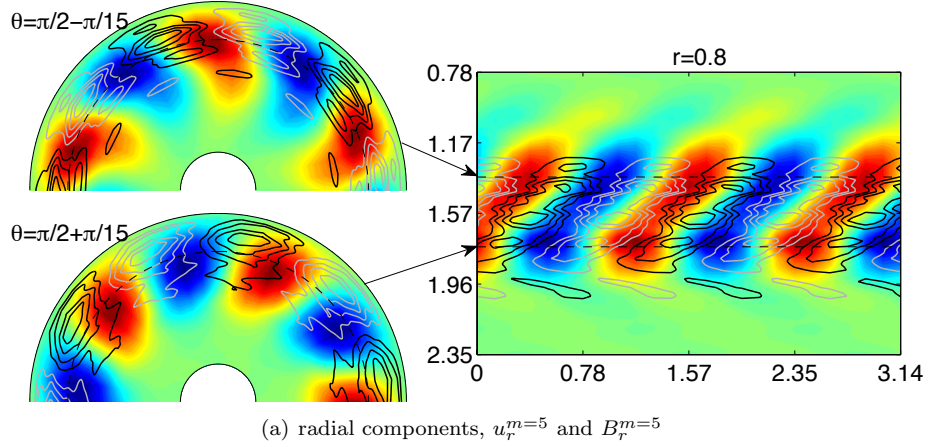 θ=π/2−π/15
θ=π/2+π/15
r=0.8
0.78
1.17
1.57
1.96
2.35
0 0.78 1.57 2.35 3.14
(a) radial components, $u_r^{m=5}$ and $B_r^{m=5}$